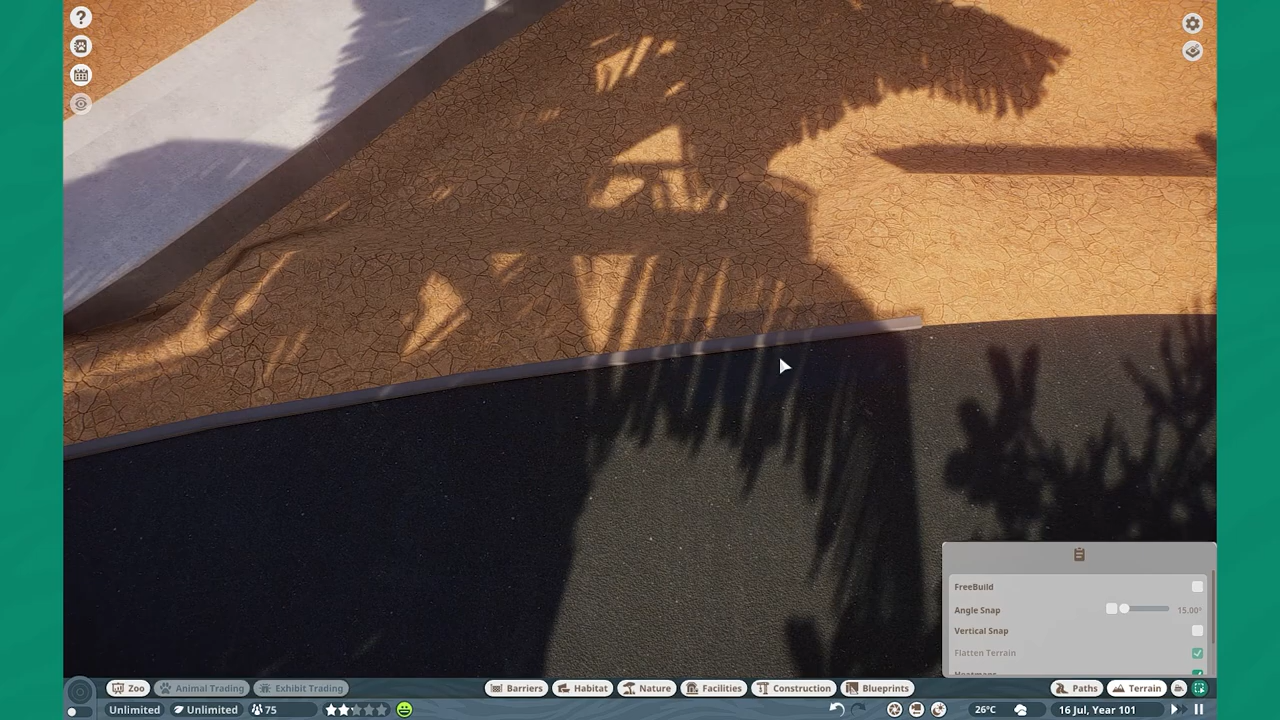 ?
FreeBuild
Angle Snap 15.00°
Vertical Snap
Flatten Terrain
Zoo Animal Trading Exhibit Trading Barriers Habitat Nature Facilities Construction Blueprints Paths Terrain
Unlimited Unlimited 75 26°C 16 Jul, Year 101